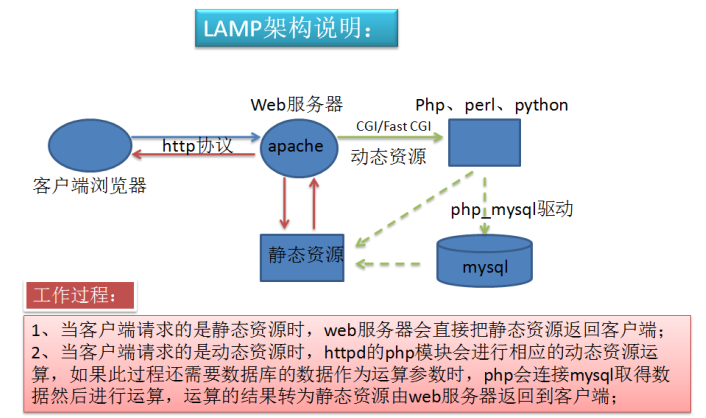 LAMP架构说明：
Web服务器
Php、perl、python
CGI/Fast CGI
http协议
apache
动态资源
客户端浏览器
php_mysql驱动
静态资源
mysql
工作过程：
1、当客户端请求的是静态资源时，web服务器会直接把静态资源返回客户端；
2、当客户端请求的是动态资源时，httpd的php模块会进行相应的动态资源运
算，如果此过程还需要数据库的数据作为运算参数时，php会连接mysql取得数
据然后进行运算，运算的结果转为静态资源由web服务器返回到客户端；